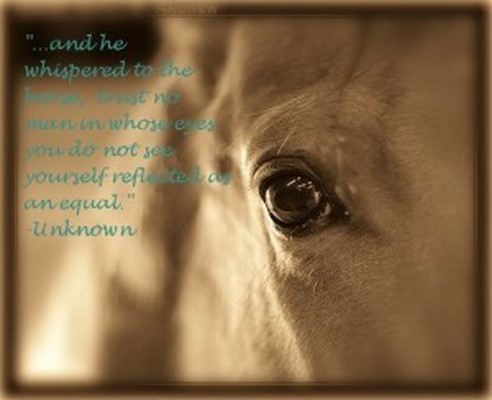 ANDREW
"...and he
whispered to the
horse, trust no
man in whose eyes
you do not see
yourself reflected as
an equal."
-Unknown